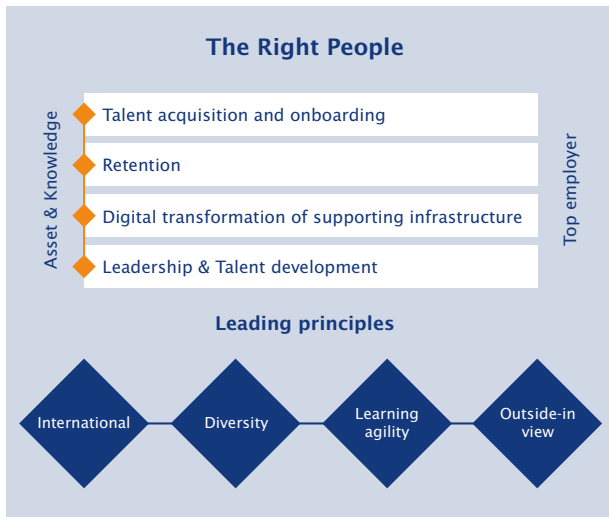 The Right People
Asset & Knowledge
Talent acquisition and onboarding
Retention
Digital transformation of supporting infrastructure
Leadership & Talent development
Top employer
Leading principles
International
Diversity
Learning
agility
Outside-in
view